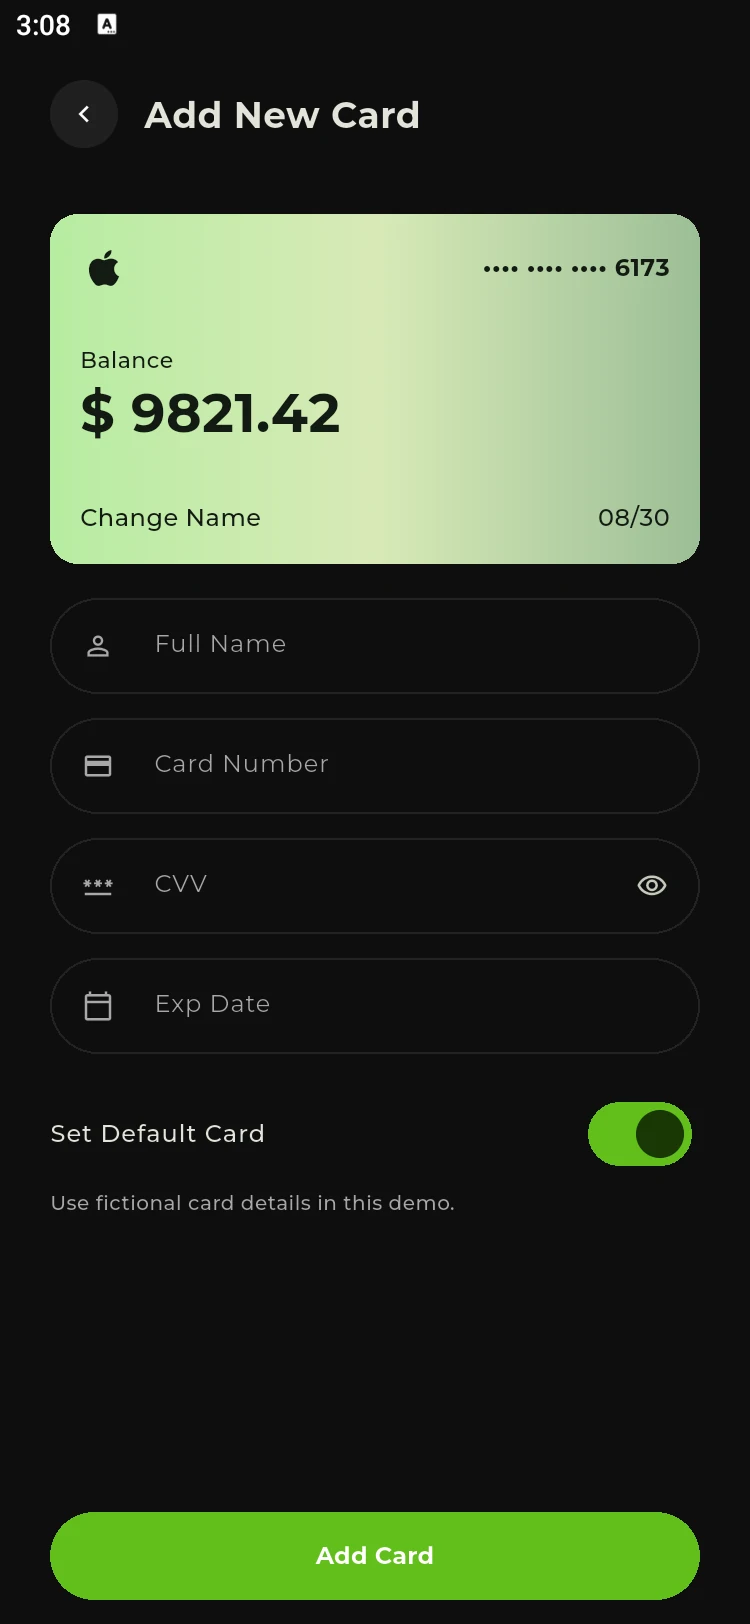 3:08
Add New Card
•••• •••• •••• 6173
Balance
$ 9821.42
Change Name 08/30
Full Name
Card Number
CVV
Exp Date
Set Default Card
Use fictional card details in this demo.
Add Card